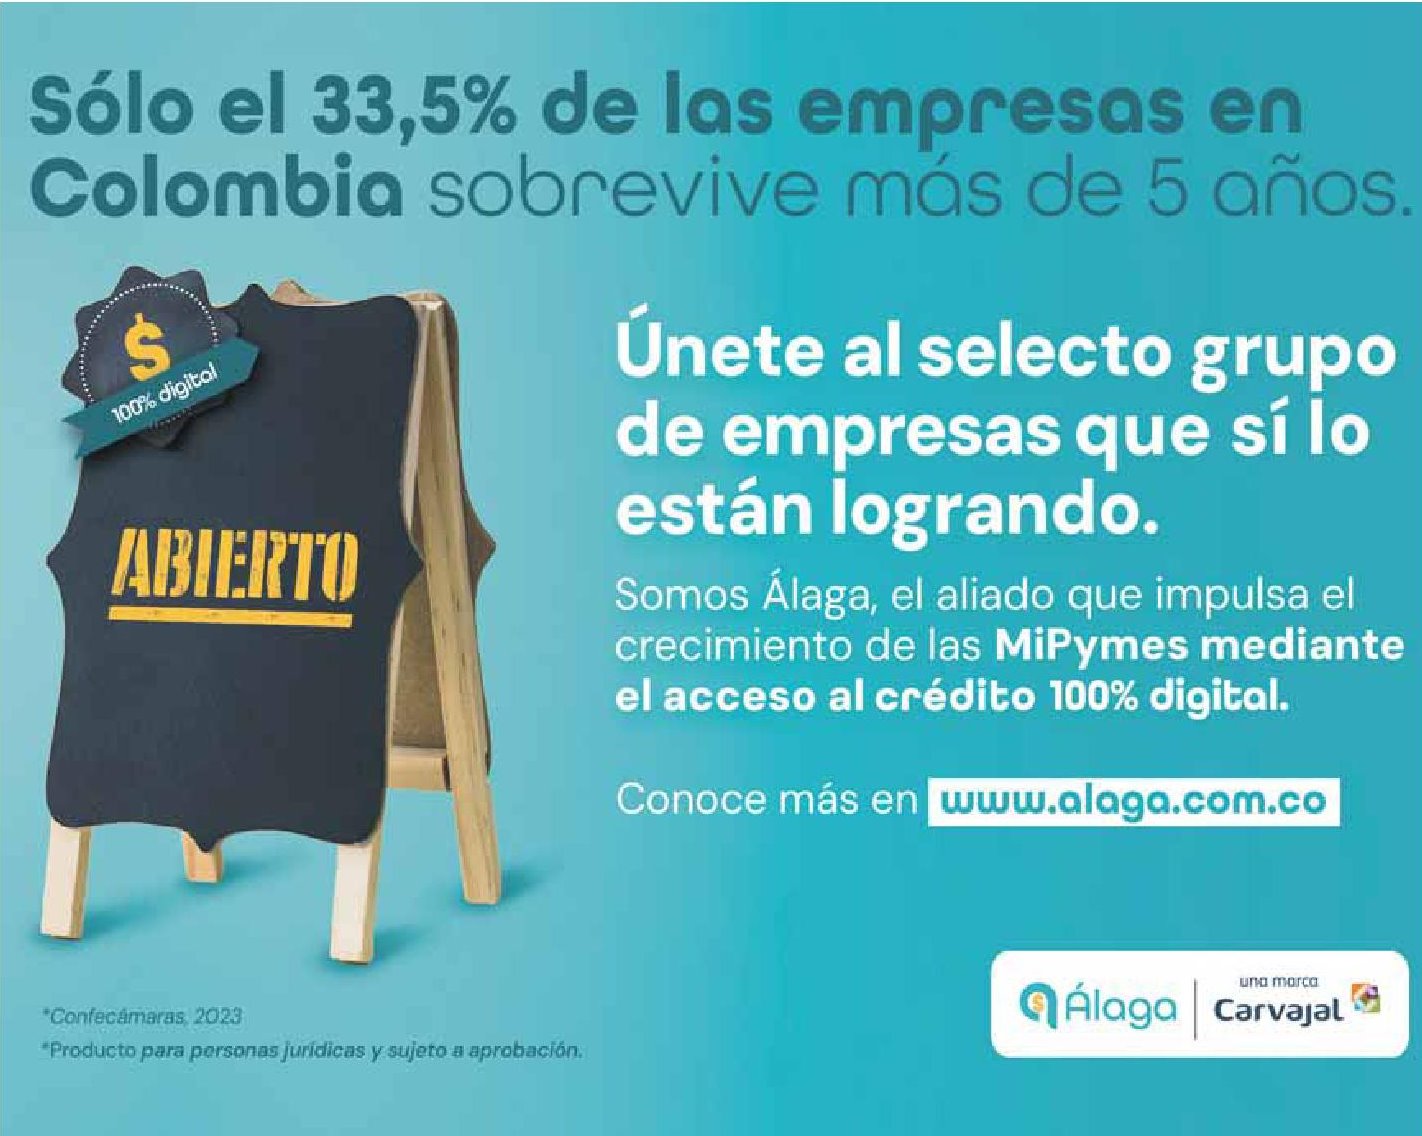 Sólo el 33,5% de las empresas en
Colombia sobrevive más de 5 años.
$
100% digital
ABIERTO
Únete al selecto grupo
de empresas que sí lo
están logrando.
Somos Álaga, el aliado que impulsa el
crecimiento de las MiPymes mediante
el acceso al crédito 100% digital.
Conoce más en www.alaga.com.co
*Confecámaras, 2023
*Producto para personas jurídicas y sujeto a aprobación.
$ Álaga
una marca
Carvajal